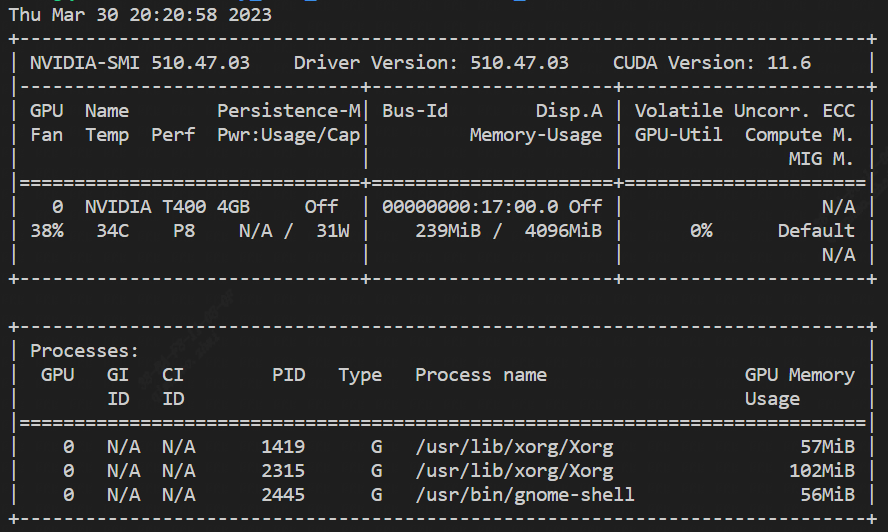 Thu Mar 30 20:20:58 2023
+-----------------------------------------------------------------------------+
| NVIDIA-SMI 510.47.03    Driver Version: 510.47.03    CUDA Version: 11.6     |
|-------------------------------+----------------------+----------------------+
| GPU  Name        Persistence-M| Bus-Id        Disp.A | Volatile Uncorr. ECC |
| Fan  Temp  Perf  Pwr:Usage/Cap|         Memory-Usage | GPU-Util  Compute M. |
|                               |                      |               MIG M. |
|===============================+======================+======================|
|   0  NVIDIA T400 4GB     Off  | 00000000:17:00.0 Off |                  N/A |
| 38%   34C    P8    N/A /  31W |    239MiB /  4096MiB |      0%      Default |
|                               |                      |                  N/A |
+-------------------------------+----------------------+----------------------+

+-----------------------------------------------------------------------------+
| Processes:                                                                  |
|  GPU   GI   CI        PID   Type   Process name                  GPU Memory |
|        ID   ID                                                   Usage      |
|=============================================================================|
|    0   N/A  N/A      1419      G   /usr/lib/xorg/Xorg                 57MiB |
|    0   N/A  N/A      2315      G   /usr/lib/xorg/Xorg                102MiB |
|    0   N/A  N/A      2445      G   /usr/bin/gnome-shell               56MiB |
+-----------------------------------------------------------------------------+